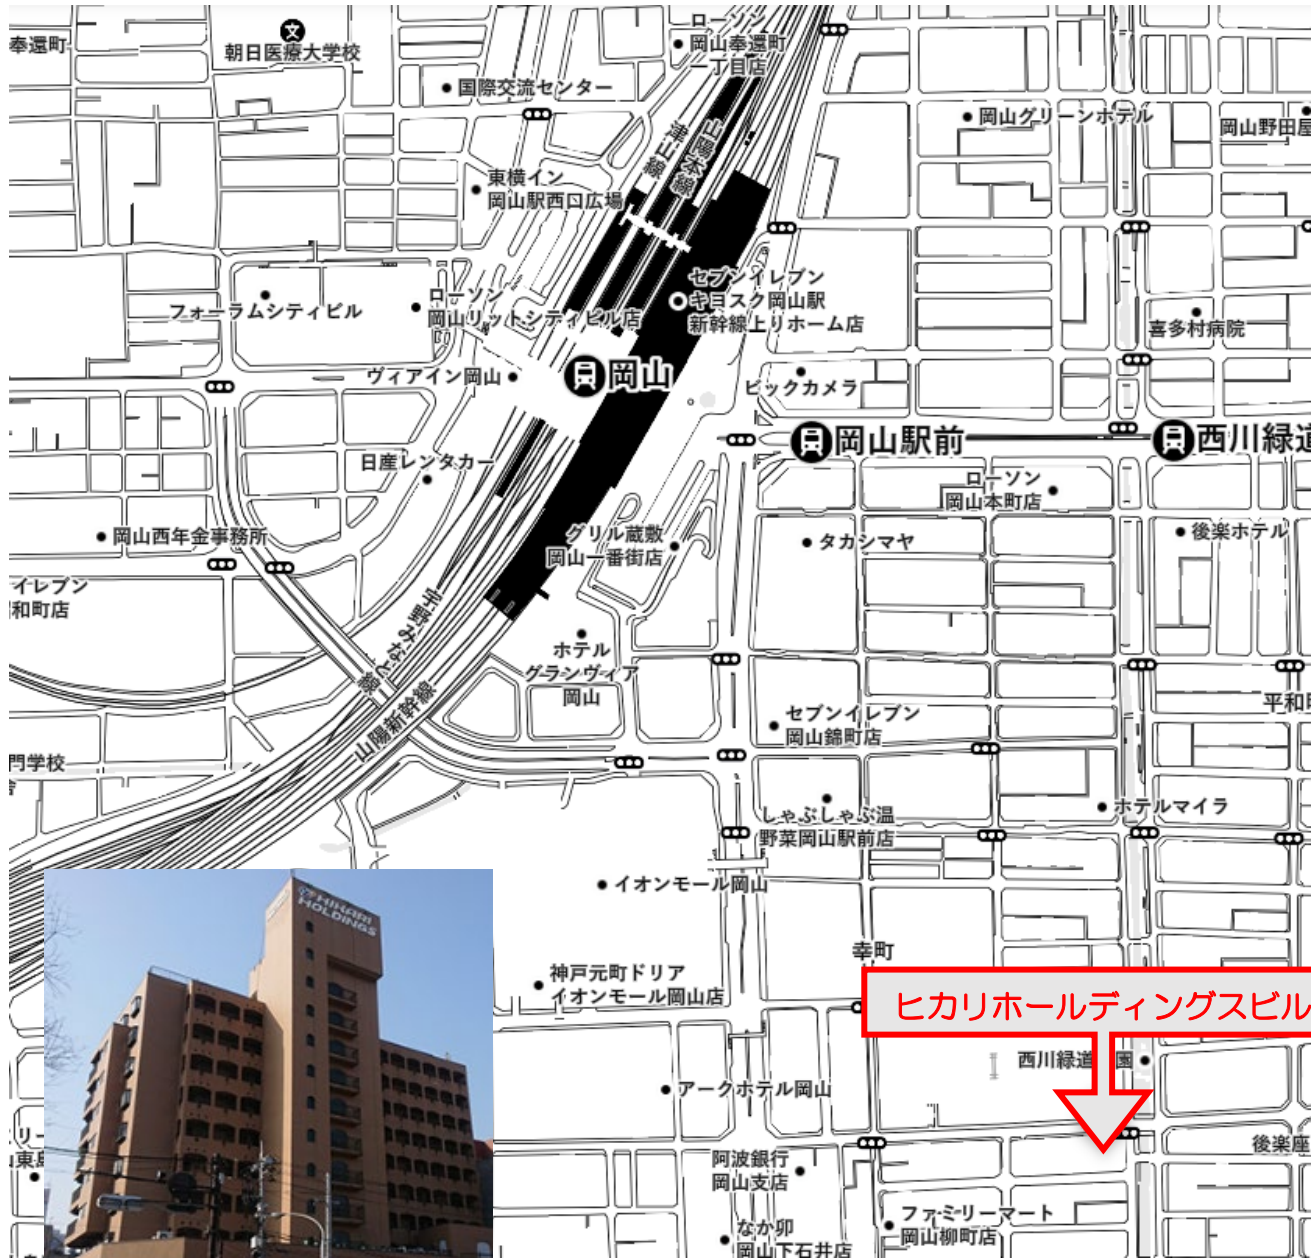 ローソン
岡山奉還町
一丁目店
奉還町
朝日医療大学校
国際交流センター
岡山グリーンホテル
岡山野田屋
津山線
山陽本線
東横イン
岡山駅西口広場
セブンイレブン
キヨスク岡山駅
新幹線上りホーム店
フォーラムシティビル
ローソン
岡山リットシティビル店
喜多村病院
ヴィアイン岡山
岡山
ビックカメラ
岡山駅前
西川緑道
日産レンタカー
ローソン
岡山本町店
岡山西年金事務所
グリル蔵敷
岡山一番街店
タカシマヤ
後楽ホテル
イレブン
和町店
宇野みなと線
ホテル
グランヴィア
岡山
山陽新幹線
セブンイレブン
岡山錦町店
平和町
門学校
ホテルマイラ
しゃぶしゃぶ温
野菜岡山駅前店
イオンモール岡山
HIKARI
HOLDINGS
幸町
神戸元町ドリア
イオンモール岡山店
ヒカリホールディングスビル
西川緑道 園
アークホテル岡山
後楽座
阿波銀行
岡山支店
ファミリーマート
岡山柳町店
なか卯
岡山下石井店